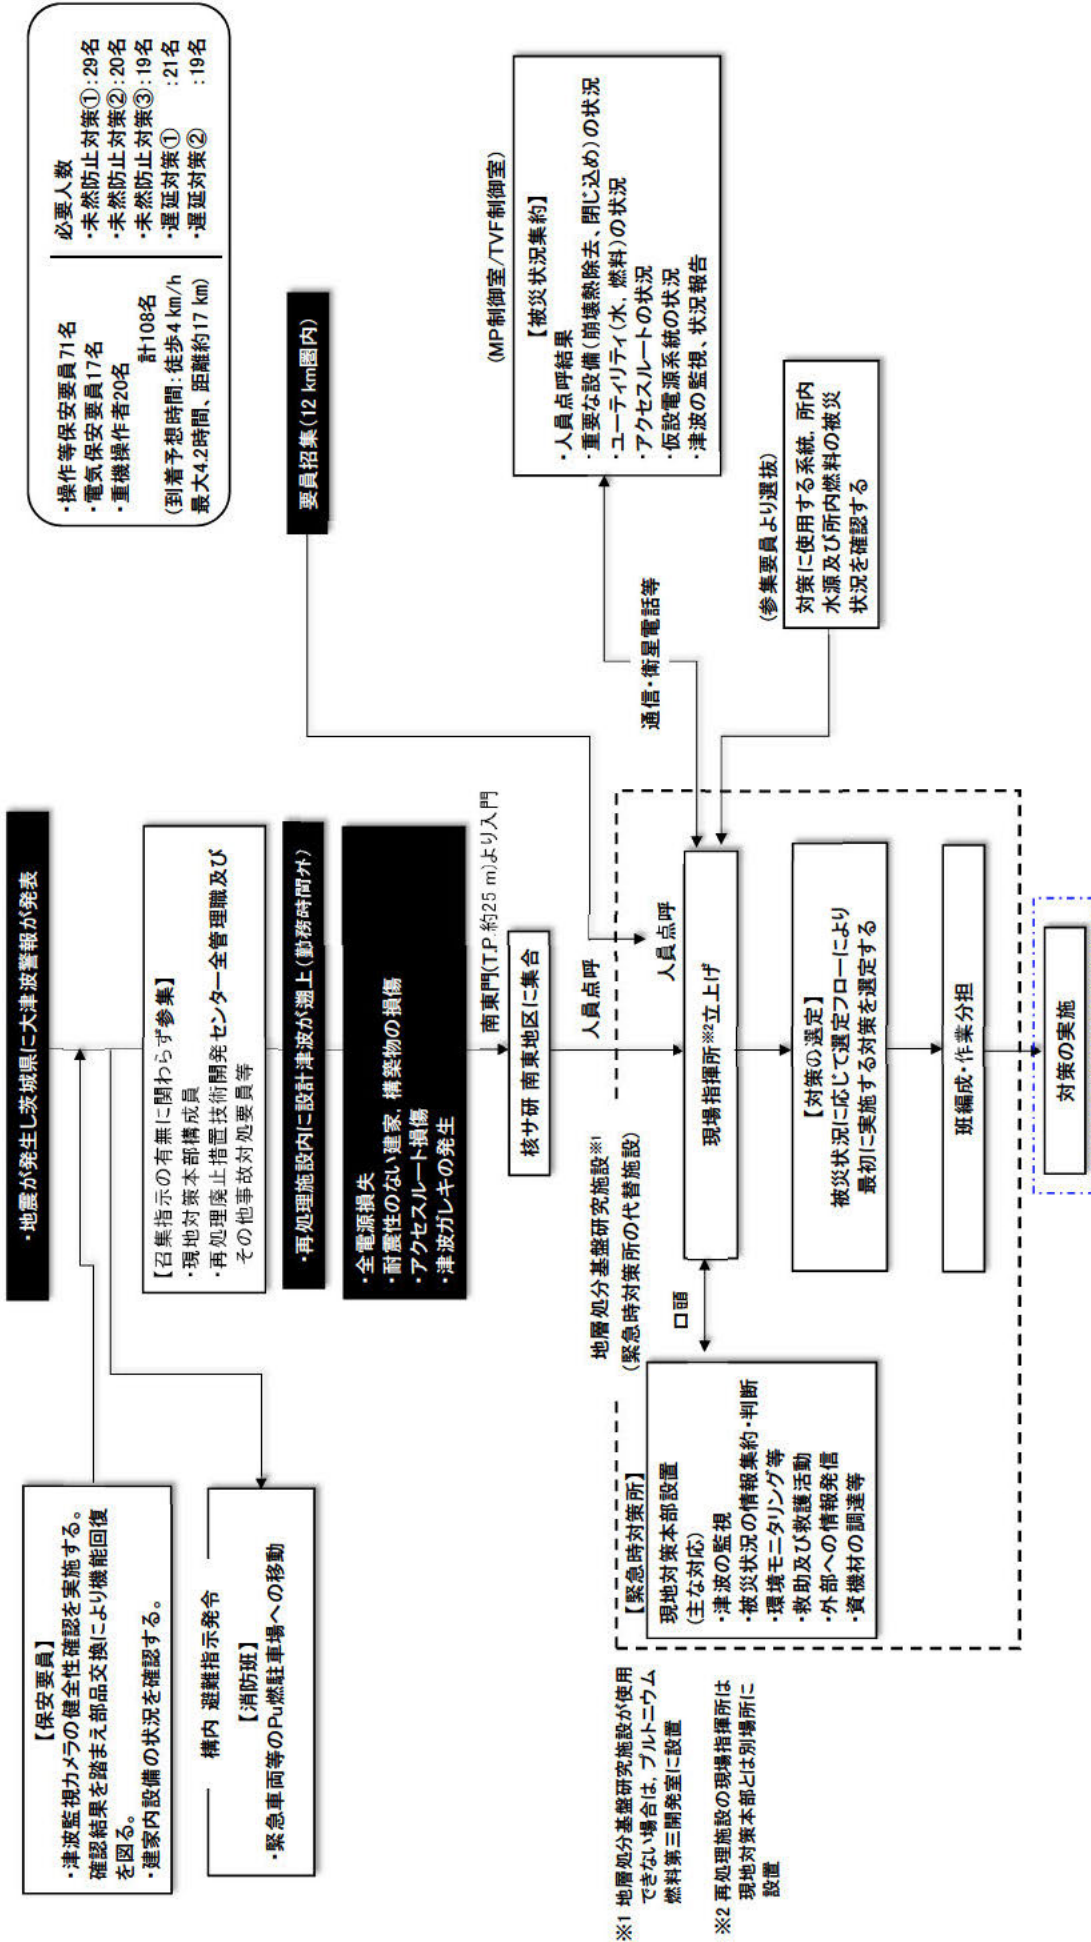 【保安要員】
・津波監視カメラの健全性確認を実施する。
確認結果を踏まえ部品交換により機能回復
を図る。
・建家内設備の状況を確認する。
構内 避難指示発令
【消防班】
・緊急車両等のPu燃駐車場への移動
・地震が発生し茨城県に大津波警報が発表
【召集指示の有無に関わらず参集】
・現地対策本部構成員
・再処理廃止措置技術開発センター全管理職及び
その他事故対処要員等
・再処理施設内に設計津波が遡上(勤務時間外)
・全電源損失
・耐震性のない建家, 構築物の損傷
・アクセスルート損傷
・津波ガレキの発生
南東門(T.P.約25 m)より入門
核サ研 南東地区に集合
人員点呼
・操作等保安要員71名
・電気保安要員17名
・重機操作者20名
計108名
(到着予想時間:徒歩4 km/h
最大4.2時間、距離約17 km)
必要人数
・未然防止対策①:29名
・未然防止対策②:20名
・未然防止対策③:19名
・遅延対策① :21名
・遅延対策② :19名
要員招集(12 km圏内)
人員点呼
地層処分基盤研究施設※1
(緊急時対策所の代替施設)
【緊急時対策所】
現地対策本部設置
(主な対応)
・津波の監視
・被災状況の情報集約・判断
・環境モニタリング等
・救助及び救護活動
・外部への情報発信
・資機材の調達等
口頭
現場指揮所※2立上げ
通信・衛星電話等
(MP制御室/TVF制御室)
【被災状況集約】
・人員点呼結果
・重要な設備(崩壊熱除去、閉じ込め)の状況
・ユーティリティ(水, 燃料)の状況
・アクセスルートの状況
・仮設電源系統の状況
・津波の監視、状況報告
(参集要員より選抜)
対策に使用する系統, 所内
水源及び所内燃料の被災
状況を確認する
【対策の選定】
被災状況に応じて選定フローにより
最初に実施する対策を選定する
班編成・作業分担
対策の実施
※1 地層処分基盤研究施設が使用
できない場合は, プルトニウム
燃料第三開発室に設置
※2 再処理施設の現場指揮所は
現地対策本部とは別場所に
設置